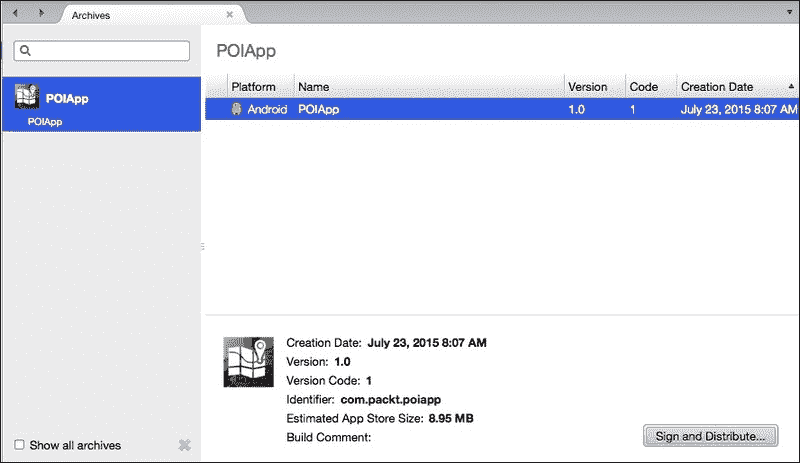 Archives
POIApp
POIApp
POIApp
Platform Name Version Code Creation Date
Android POIApp 1.0 1 July 23, 2015 8:07 AM
Creation Date: July 23, 2015 8:07 AM
Version: 1.0
Version Code: 1
Identifier: com.packt.poiapp
Estimated App Store Size: 8.95 MB
Build Comment:
Show all archives
Sign and Distribute...